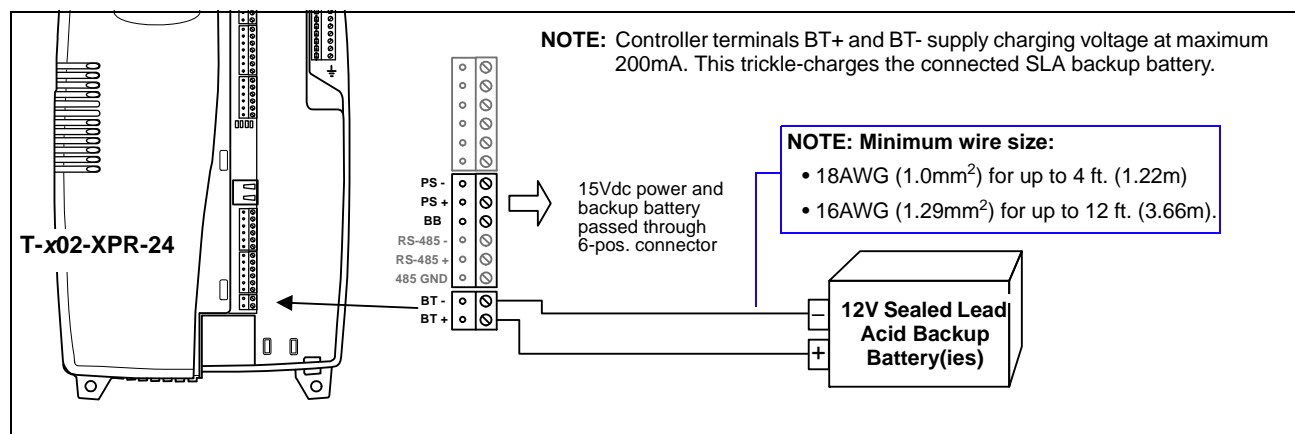 NOTE: Controller terminals BT+ and BT- supply charging voltage at maximum
200mA. This trickle-charges the connected SLA backup battery.
NOTE: Minimum wire size:
• 18AWG (1.0mm²) for up to 4 ft. (1.22m)
• 16AWG (1.29mm²) for up to 12 ft. (3.66m).
PS -
PS +
BB
RS-485 -
RS-485 +
485 GND
BT -
BT +
15Vdc power and
backup battery
passed through
6-pos. connector
T-x02-XPR-24
–
+
12V Sealed Lead
Acid Backup
Battery(ies)